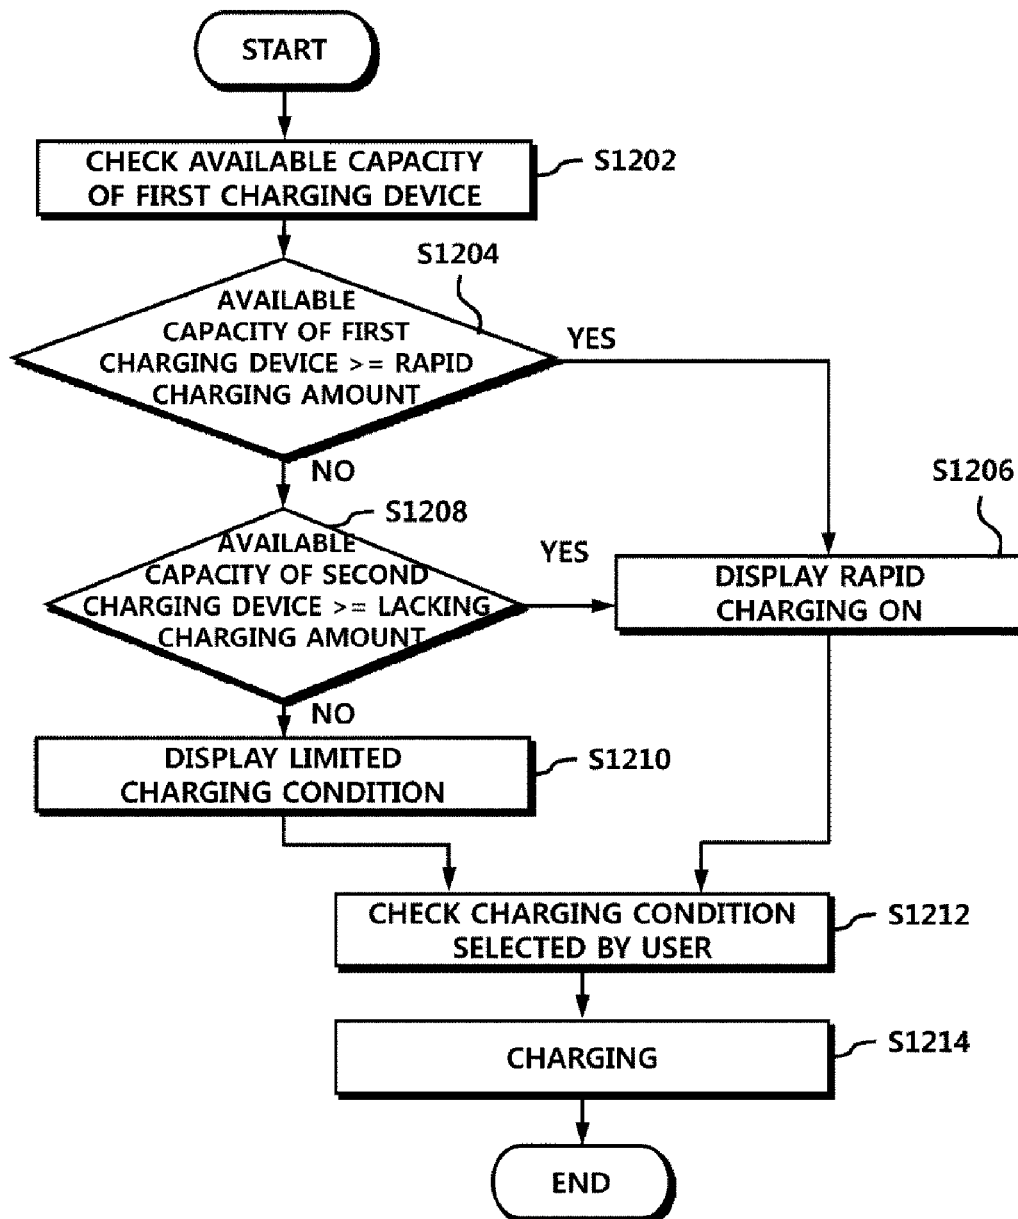 START
CHECK AVAILABLE CAPACITY
OF FIRST CHARGING DEVICE
S1202
S1204
AVAILABLE
CAPACITY OF FIRST
CHARGING DEVICE >= RAPID
CHARGING AMOUNT
YES
NO
S1206
DISPLAY RAPID
CHARGING ON
S1208
AVAILABLE
CAPACITY OF SECOND
CHARGING DEVICE >= LACKING
CHARGING AMOUNT
YES
NO
DISPLAY LIMITED
CHARGING CONDITION
S1210
CHECK CHARGING CONDITION
SELECTED BY USER
S1212
CHARGING
S1214
END